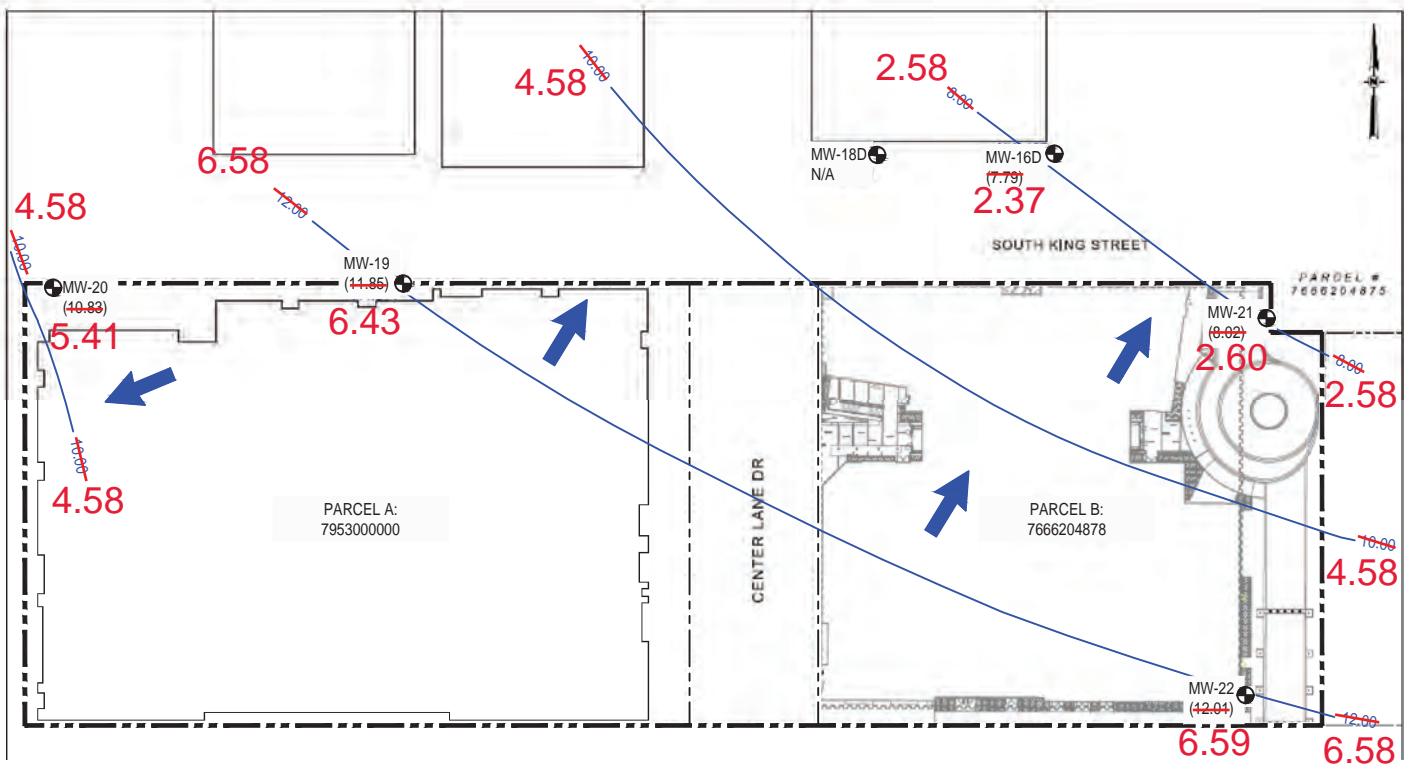 10.00
4.58
2.58
8.00
MW-18D
N/A
MW-16D
(7.79)
2.37
6.58
12.00
4.58
10.00
SOUTH KING STREET
MW-19
(11.85)
6.43
MW-20
(10.83)
5.41
PARCEL #
7666204875
MW-21
(8.02)
2.60
8.00
2.58
10.00
4.58
PARCEL A:
7953000000
CENTER LANE DR
PARCEL B:
7666204878
10.00
4.58
MW-22
(12.01)
6.59
12.00
6.58
N